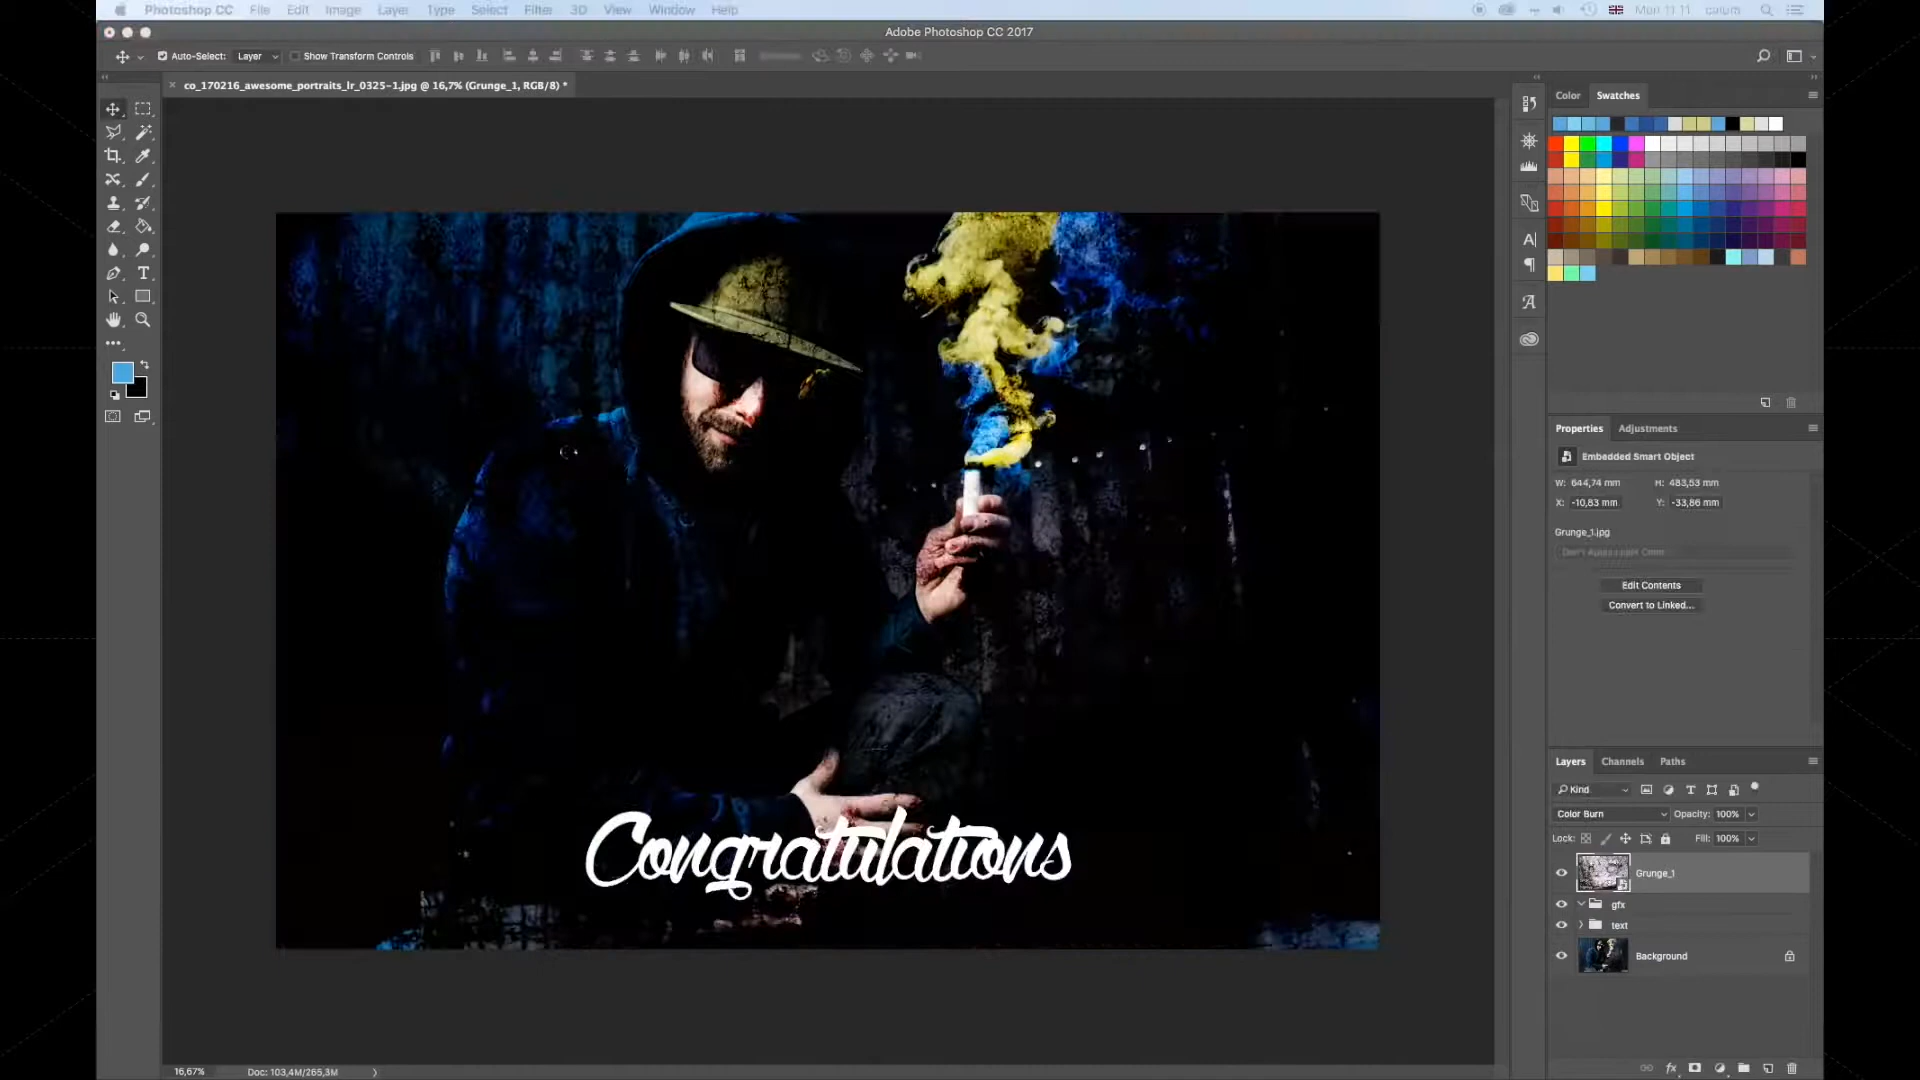 Photoshop CC File Edit Image Layer Type Select Filter 3D View Window Help
Mon 11 11 calum
Adobe Photoshop CC 2017
Auto-Select: Layer Show Transform Controls
co_170216_awesome_portraits_lr_0325-1.jpg @ 16,7% (Grunge_1, RGB/8) *
Color Swatches
Properties Adjustments
Embedded Smart Object
W: 644,74 mm H: 483,53 mm
X: -10,83 mm Y: -33,86 mm
Grunge_1.jpg
Edit Contents
Convert to Linked...
Congratulations
Layers Channels Paths
Kind
Color Burn Opacity: 100%
Lock: Fill: 100%
Grunge_1
gfx
text
Background
16,67% Doc: 103,4M/265,3M